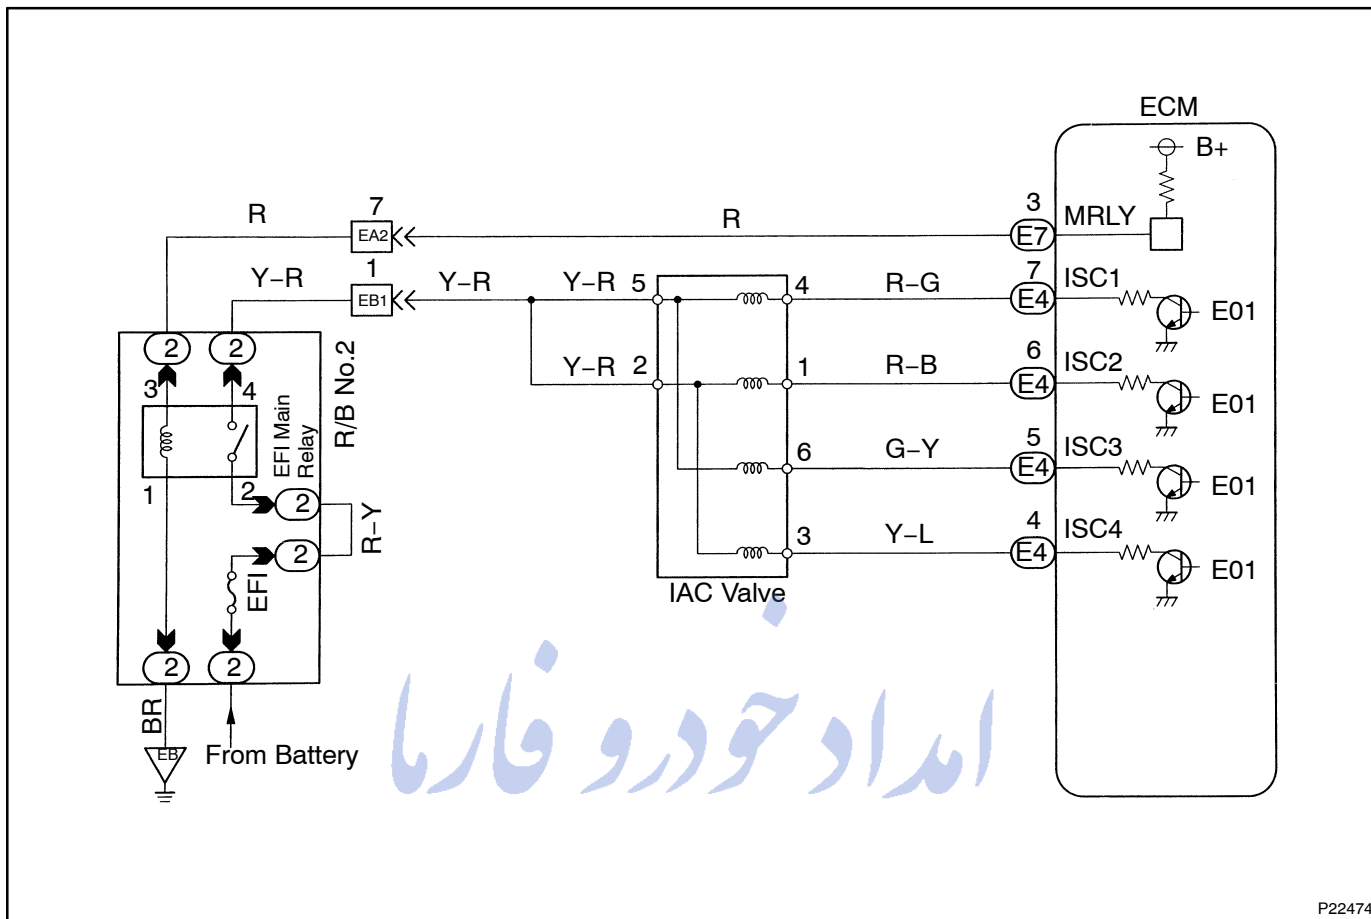 ECM
B+
3
MRLY
7
R
EA2
R
E7
1
Y–R
EB1
Y–R
Y–R
5
4
R–G
7
ISC1
E4
E01
2
2
R/B No.2
Y–R
2
1
R–B
6
ISC2
E4
E01
3
4
EFI Main
Relay
6
G–Y
5
ISC3
E4
E01
1
2
2
R–Y
2
EFI
3
Y–L
4
ISC4
E4
E01
IAC Valve
2
2
BR
EB
From Battery
امداد خودرو فارما
P22474